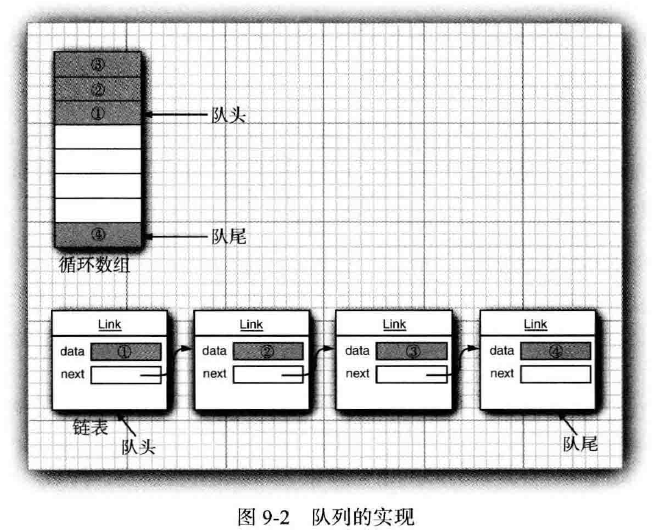 ③
②
① 队头
④ 队尾
循环数组
Link Link Link Link
data ① data ② data ③ data ④
next next next next
链表
队头 队尾
图 9-2 队列的实现